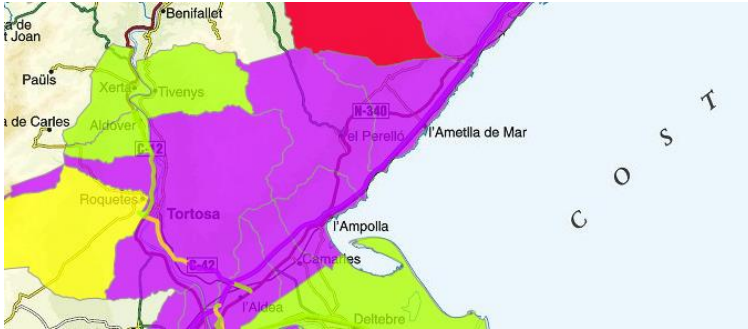 Benifallet
ra de
t Joan
Paüls
Xerta
Tivenys
a de Carles
Aldover
N-340
el Perelló
l'Ametlla de Mar
C-12
Roquetes
Tortosa
l'Ampolla
C-42
Camarles
l'Aldea
Deltebre
C O S T